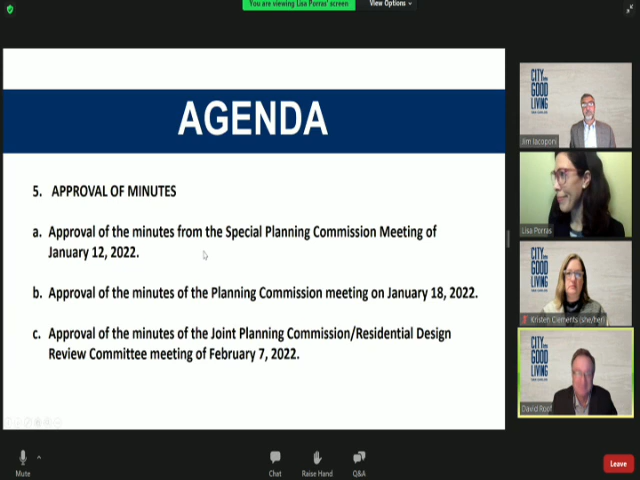 You are viewing Lisa Porras' screen
View Options
AGENDA
5. APPROVAL OF MINUTES
a. Approval of the minutes from the Special Planning Commission Meeting of
January 12, 2022.
b. Approval of the minutes of the Planning Commission meeting on January 18, 2022.
c. Approval of the minutes of the Joint Planning Commission/Residential Design
Review Committee meeting of February 7, 2022.
CITY
GOOD
LIVING
Jim Iacoponi
Lisa Porras
CITY
GOOD
LIVING
Kristen Clements (she/her)
CITY
GOOD
LIVING
David Roof
Mute
Chat
Raise Hand
Q&A
Leave